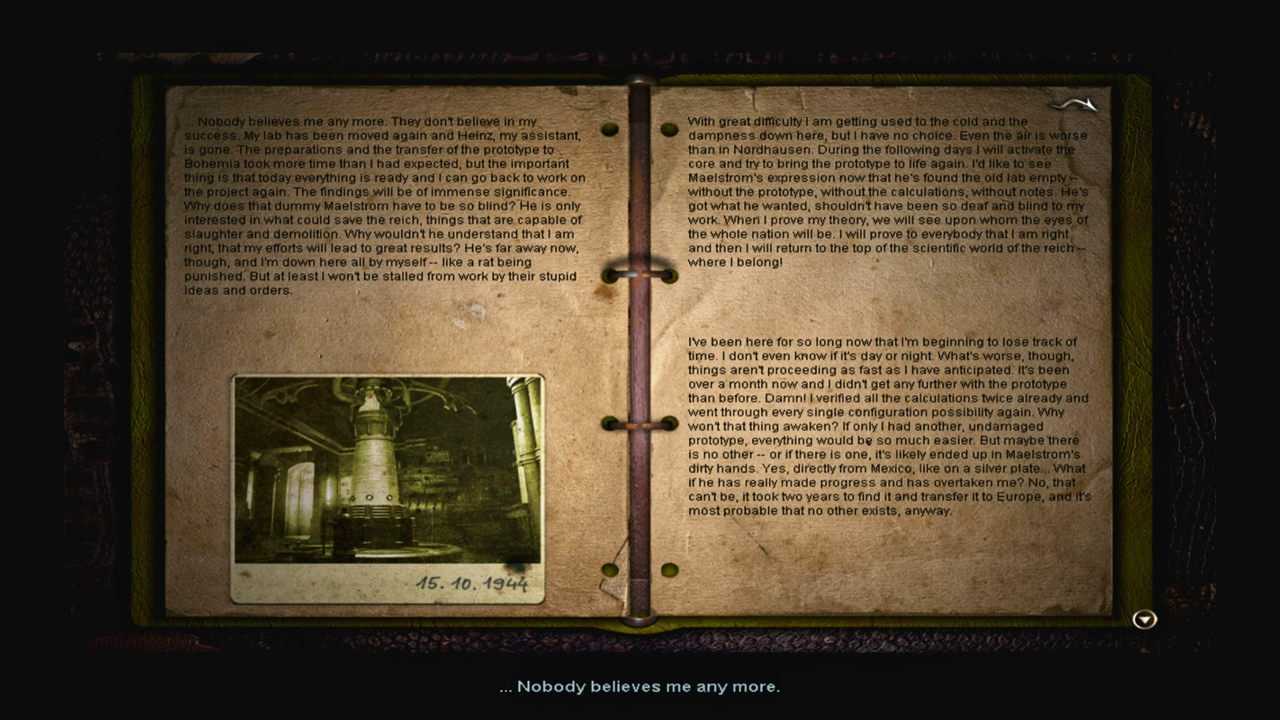 ... Nobody believes me any more. They don't believe in my
success. My lab has been moved again and Heinz, my assistant,
is gone. The preparations and the transfer of the prototype to
Bohemia took more time than I had expected, but the important
thing is that today everything is ready and I can go back to work on
the project again. The findings will be of immense significance.
Why does that dummy Maelstrom have to be so blind? He is only
interested in what could save the reich, things that are capable of
slaughter and demolition. Why wouldn't he understand that I am
right, that my efforts will lead to great results? He's far away now,
though, and I'm down here all by myself -- like a rat being
punished. But at least I won't be stalled from work by their stupid
ideas and orders.
15. 10. 1944
With great difficulty I am getting used to the cold and the
dampness down here, but I have no choice. Even the air is worse
than in Nordhausen. During the following days I will activate the
core and try to bring the prototype to life again. I'd like to see
Maelstrom's expression now that he's found the old lab empty --
without the prototype, without the calculations, without notes. He's
got what he wanted, shouldn't have been so deaf and blind to my
work. When I prove my theory, we will see upon whom the eyes of
the whole nation will be. I will prove to everybody that I am right,
and then I will return to the top of the scientific world of the reich --
where I belong!
I've been here for so long now that I'm beginning to lose track of
time. I don't even know if it's day or night. What's worse, though,
things aren't proceeding as fast as I have anticipated. It's been
over a month now and I didn't get any further with the prototype
than before. Damn! I verified all the calculations twice already and
went through every single configuration possibility again. Why
won't that thing awaken? If only I had another, undamaged
prototype, everything would be so much easier. But maybe there
is no other -- or if there is one, it's likely ended up in Maelstrom's
dirty hands. Yes, directly from Mexico, like on a silver plate... What
if he has really made progress and has overtaken me? No, that
can't be, it took two years to find it and transfer it to Europe, and it's
most probable that no other exists, anyway.
... Nobody believes me any more.